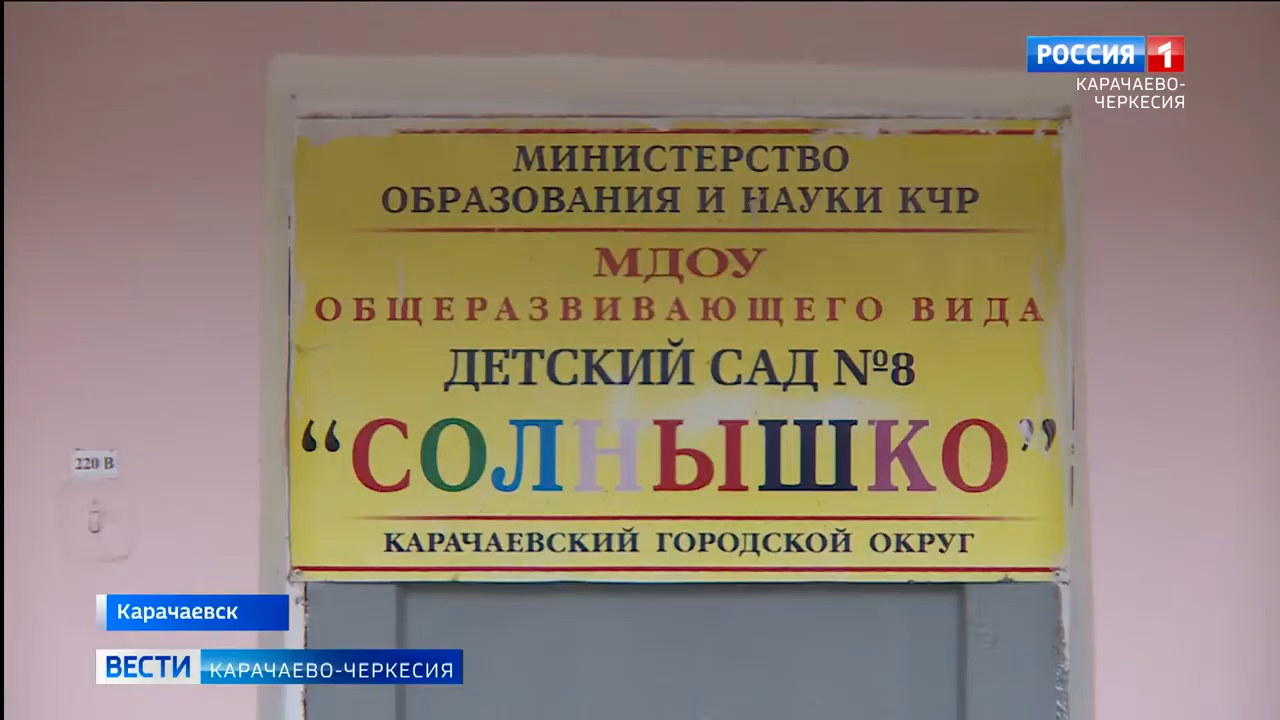 РОССИЯ 1
КАРАЧАЕВО-
ЧЕРКЕСИЯ
МИНИСТЕРСТВО
ОБРАЗОВАНИЯ И НАУКИ КЧР
МДОУ
ОБЩЕРАЗВИВАЮЩЕГО ВИДА
ДЕТСКИЙ САД №8
“СОЛНЫШКО”
КАРАЧАЕВСКИЙ ГОРОДСКОЙ ОКРУГ
220 В
Карачаевск
ВЕСТИ КАРАЧАЕВО-ЧЕРКЕСИЯ